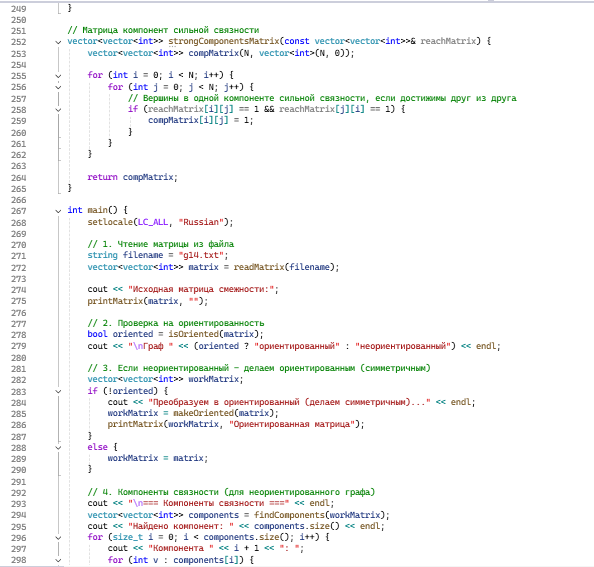 249 }
250
251 // Матрица компонент сильной связности
252 vector<vector<int>> strongComponentsMatrix(const vector<vector<int>>& reachMatrix) {
253 vector<vector<int>> compMatrix(N, vector<int>(N, 0));
254
255 for (int i = 0; i < N; i++) {
256 for (int j = 0; j < N; j++) {
257 // Вершины в одной компоненте сильной связности, если достижимы друг из друга
258 if (reachMatrix[i][j] == 1 && reachMatrix[j][i] == 1) {
259 compMatrix[i][j] = 1;
260 }
261 }
262 }
263
264 return compMatrix;
265 }
266
267 int main() {
268 setlocale(LC_ALL, "Russian");
269
270 // 1. Чтение матрицы из файла
271 string filename = "g14.txt";
272 vector<vector<int>> matrix = readMatrix(filename);
273
274 cout << "Исходная матрица смежности:";
275 printMatrix(matrix, "");
276
277 // 2. Проверка на ориентированность
278 bool oriented = isOriented(matrix);
279 cout << "\nГраф " << (oriented ? "ориентированный" : "неориентированный") << endl;
280
281 // 3. Если неориентированный - делаем ориентированным (симметричным)
282 vector<vector<int>> workMatrix;
283 if (!oriented) {
284 cout << "Преобразуем в ориентированный (делаем симметричным)..." << endl;
285 workMatrix = makeOriented(matrix);
286 printMatrix(workMatrix, "Ориентированная матрица");
287 }
288 else {
289 workMatrix = matrix;
290 }
291
292 // 4. Компоненты связности (для неориентированного графа)
293 cout << "\n=== Компоненты связности ===" << endl;
294 vector<vector<int>> components = findComponents(workMatrix);
295 cout << "Найдено компонент: " << components.size() << endl;
296 for (size_t i = 0; i < components.size(); i++) {
297 cout << "Компонента " << i + 1 << ": ";
298 for (int v : components[i]) {